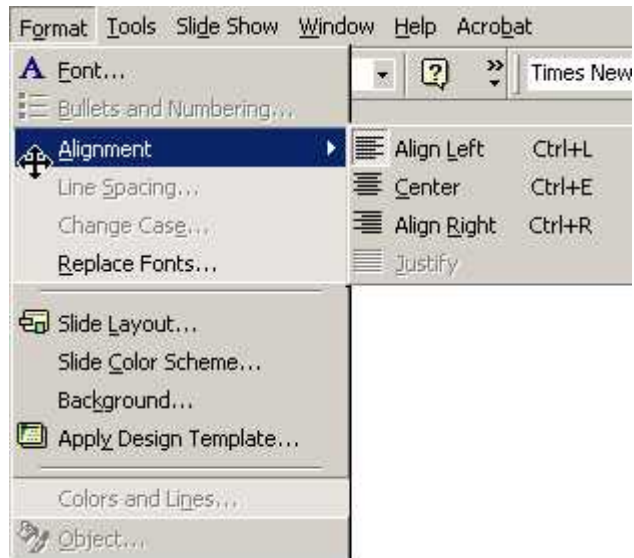 Format Tools Slide Show Window Help Acrobat
Font...
Times New
Bullets and Numbering...
Alignment
Align Left Ctrl+L
Line Spacing...
Center Ctrl+E
Change Case...
Align Right Ctrl+R
Replace Fonts...
Justify
Slide Layout...
Slide Color Scheme...
Background...
Apply Design Template...
Colors and Lines...
Object...